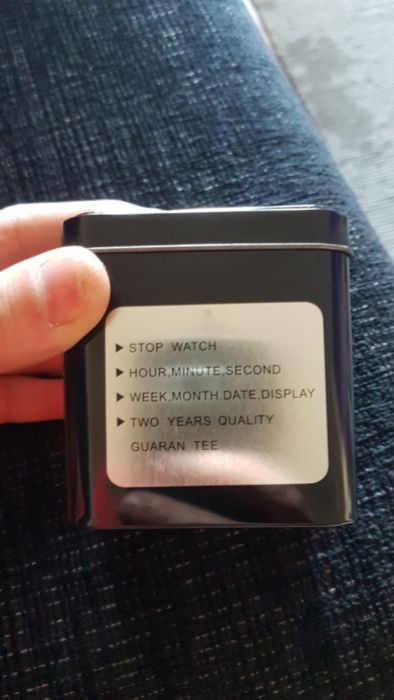 ▶ STOP WATCH
▶ HOUR,MINUTE,SECOND
▶ WEEK,MONTH,DATE,DISPLAY
▶ TWO YEARS QUALITY
GUARAN TEE